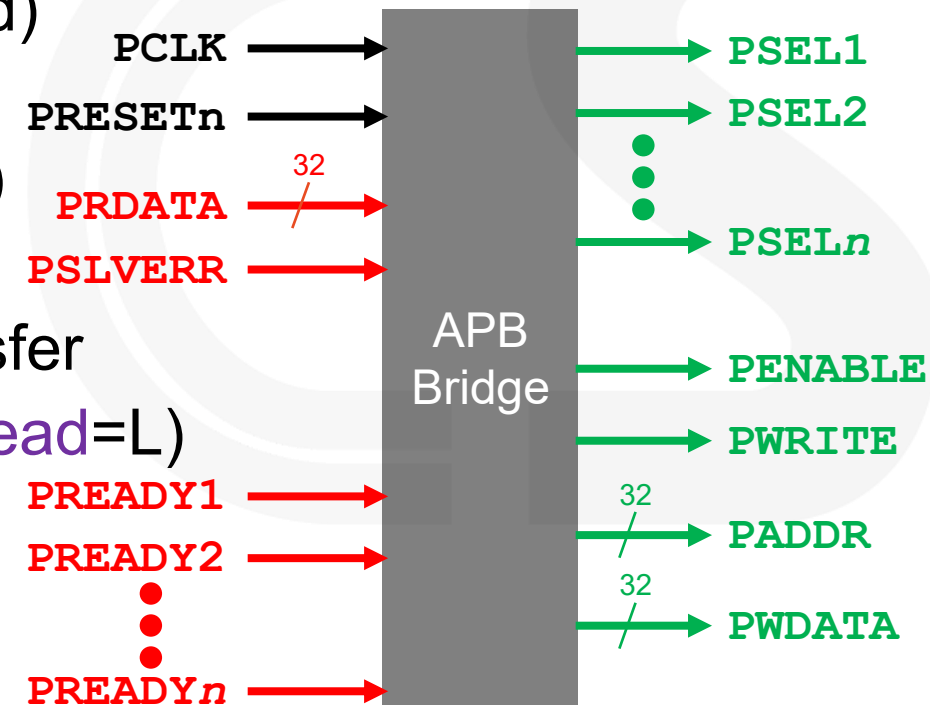 d)
PCLK
PRESETn
)
32
PRDATA
PSLVERR
sfer
ead=L)
PREADY1
PREADY2
PREADYn
APB
Bridge
PSEL1
PSEL2
PSELn
PENABLE
PWRITE
32
PADDR
32
PWDATA